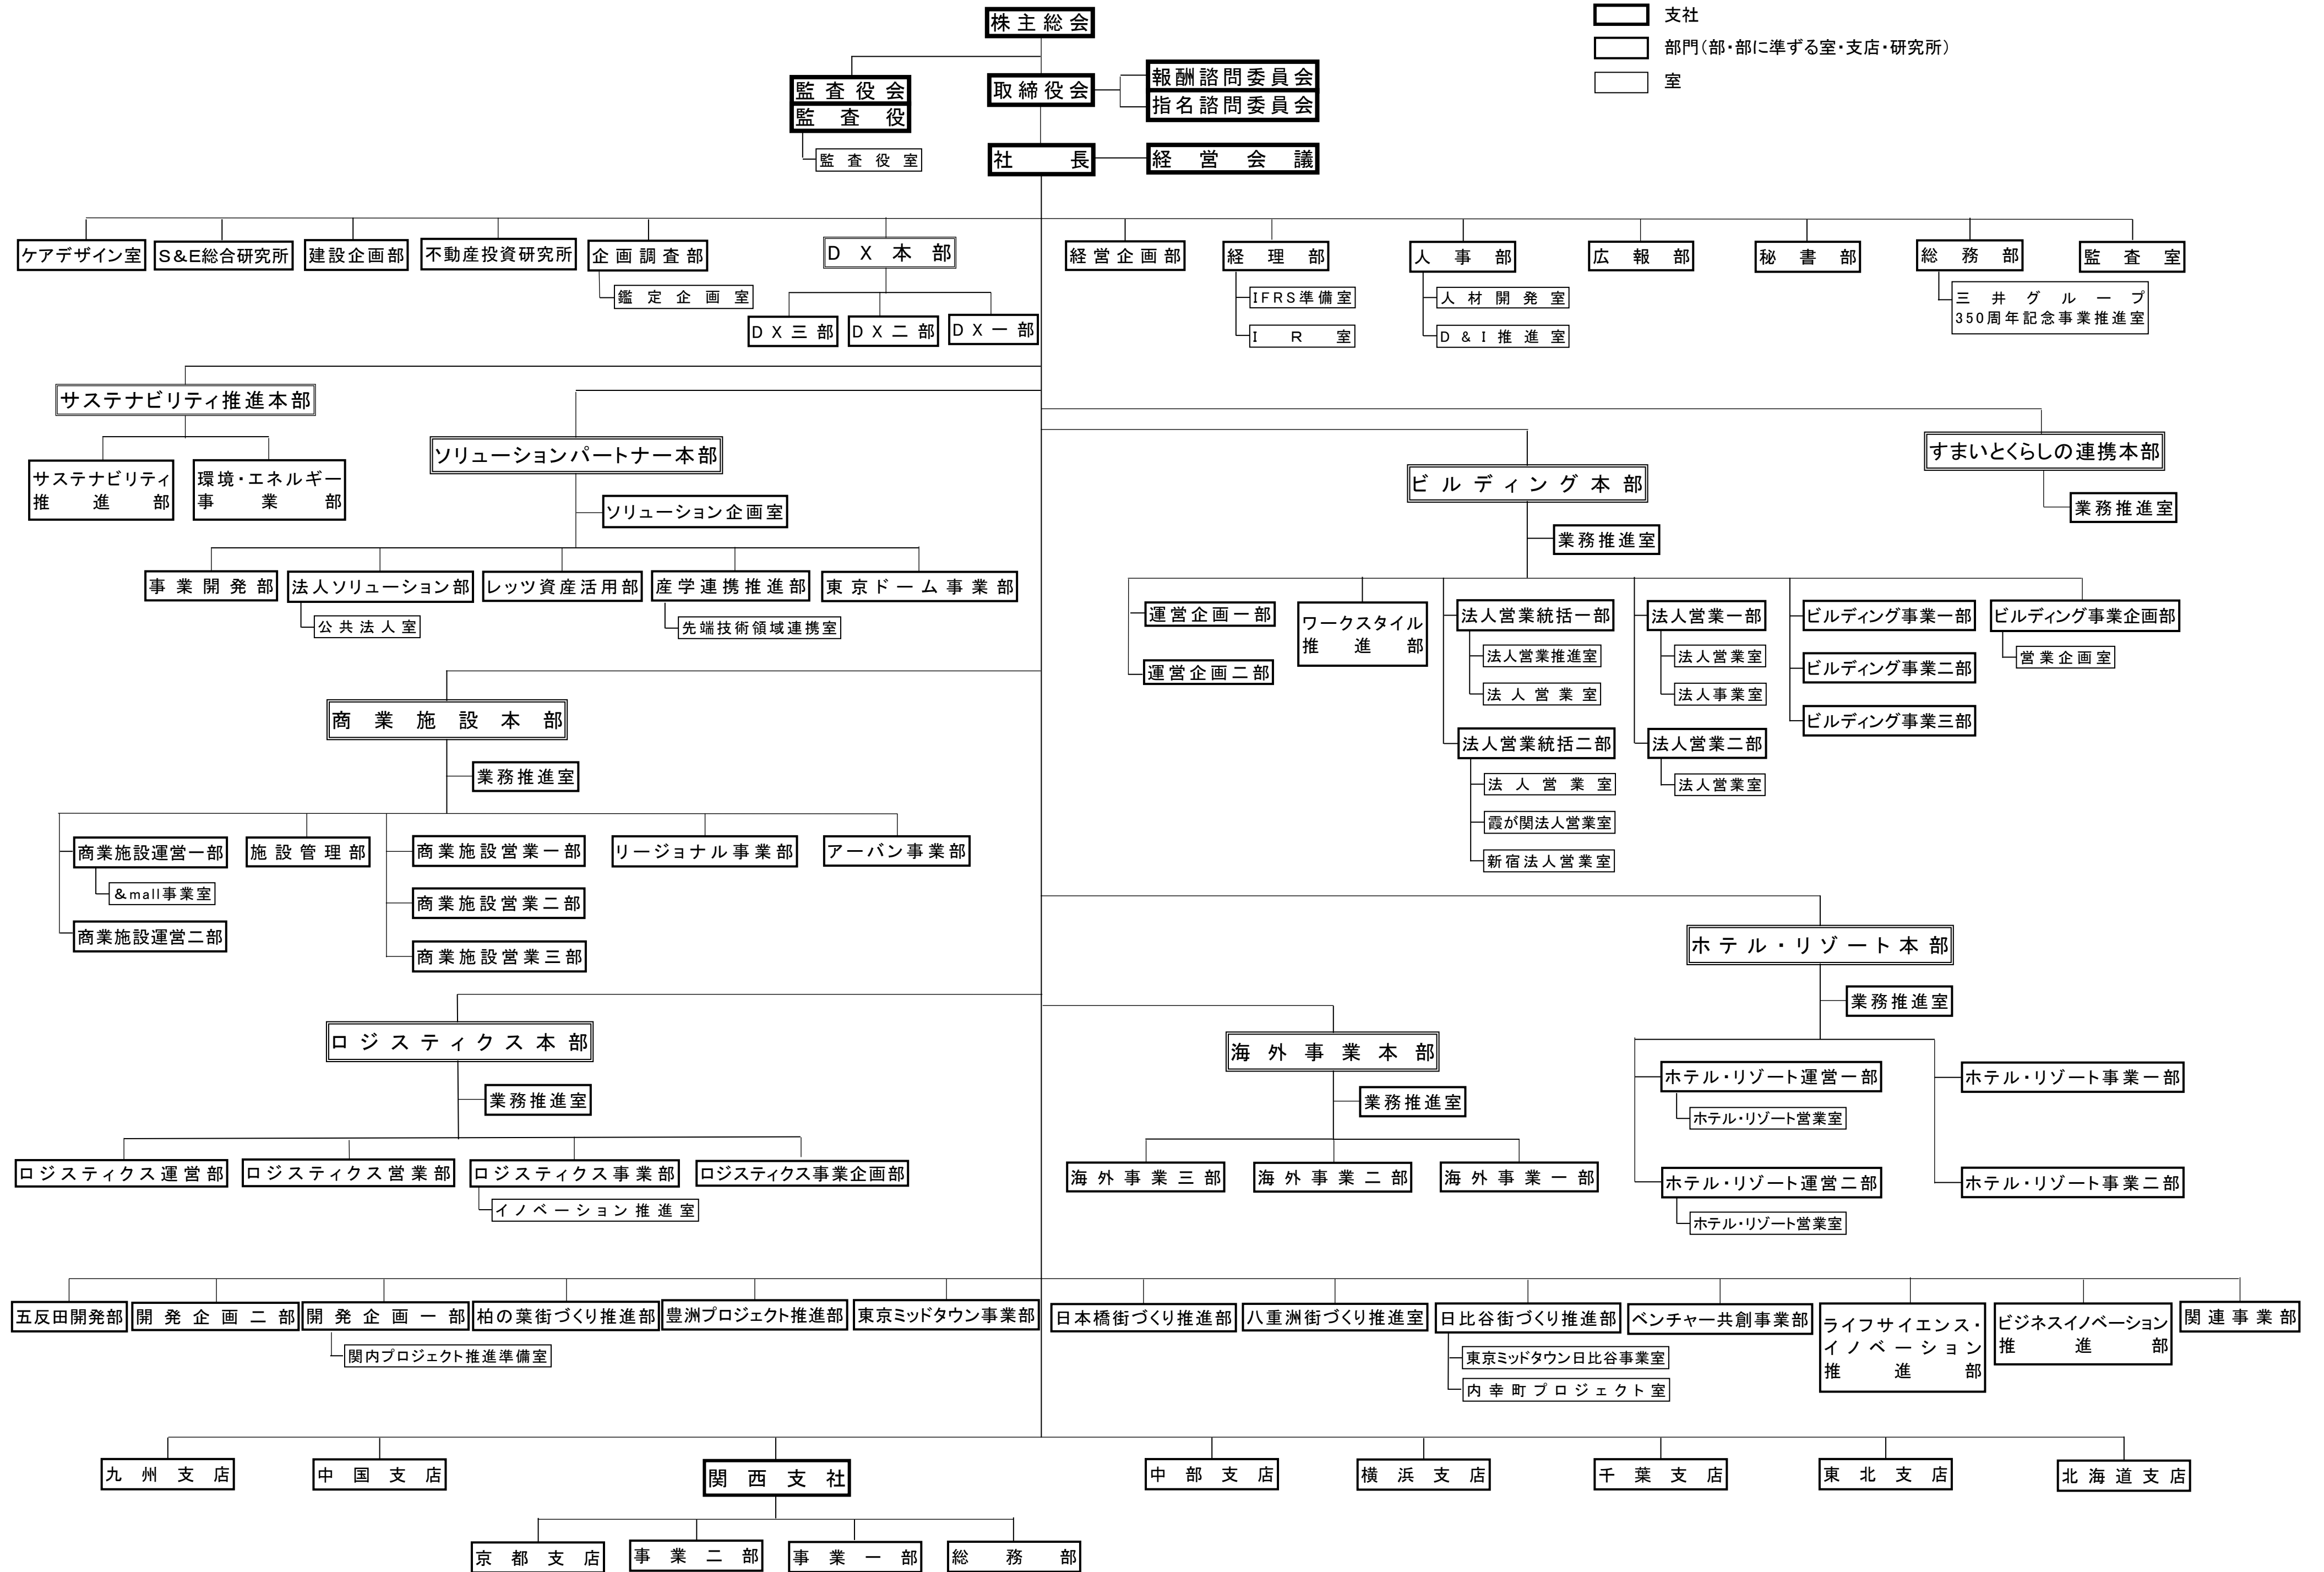 株主総会
支社
部門(部・部に準ずる室・支店・研究所)
室
監査役会
監査役
監査役室
取締役会
報酬諮問委員会
指名諮問委員会
社長
経営会議
ケアデザイン室
S&E総合研究所
建設企画部
不動産投資研究所
企画調査部
鑑定企画室
DX本部
DX三部
DX二部
DX一部
経営企画部
経理部
IFRS準備室
IR室
人事部
人材開発室
D&I推進室
広報部
秘書部
総務部
三井グループ
350周年記念事業推進室
監査室
サステナビリティ推進本部
サステナビリティ
推進部
環境・エネルギー
事業部
ソリューションパートナー本部
ソリューション企画室
事業開発部
法人ソリューション部
公共法人室
レッツ資産活用部
産学連携推進部
先端技術領域連携室
東京ドーム事業部
ビルディング本部
業務推進室
すまいとくらしの連携本部
業務推進室
運営企画一部
運営企画二部
ワークスタイル
推進部
法人営業統括一部
法人営業推進室
法人営業室
法人営業統括二部
法人営業室
霞が関法人営業室
新宿法人営業室
法人営業一部
法人営業室
法人事業室
法人営業二部
法人営業室
ビルディング事業一部
ビルディング事業二部
ビルディング事業三部
ビルディング事業企画部
営業企画室
商業施設本部
業務推進室
商業施設運営一部
&mall事業室
商業施設運営二部
施設管理部
商業施設営業一部
商業施設営業二部
商業施設営業三部
リージョナル事業部
アーバン事業部
ホテル・リゾート本部
業務推進室
ホテル・リゾート運営一部
ホテル・リゾート営業室
ホテル・リゾート運営二部
ホテル・リゾート営業室
ホテル・リゾート事業一部
ホテル・リゾート事業二部
ロジスティクス本部
業務推進室
ロジスティクス運営部
ロジスティクス営業部
ロジスティクス事業部
イノベーション推進室
ロジスティクス事業企画部
海外事業本部
業務推進室
海外事業三部
海外事業二部
海外事業一部
五反田開発部
開発企画二部
開発企画一部
関内プロジェクト推進準備室
柏の葉街づくり推進部
豊洲プロジェクト推進部
東京ミッドタウン事業部
日本橋街づくり推進部
八重洲街づくり推進室
日比谷街づくり推進部
東京ミッドタウン日比谷事業室
内幸町プロジェクト室
ベンチャー共創事業部
ライフサイエンス・
イノベーション
推進部
ビジネスイノベーション
推進部
関連事業部
九州支店
中国支店
関西支社
京都支店
事業二部
事業一部
総務部
中部支店
横浜支店
千葉支店
東北支店
北海道支店